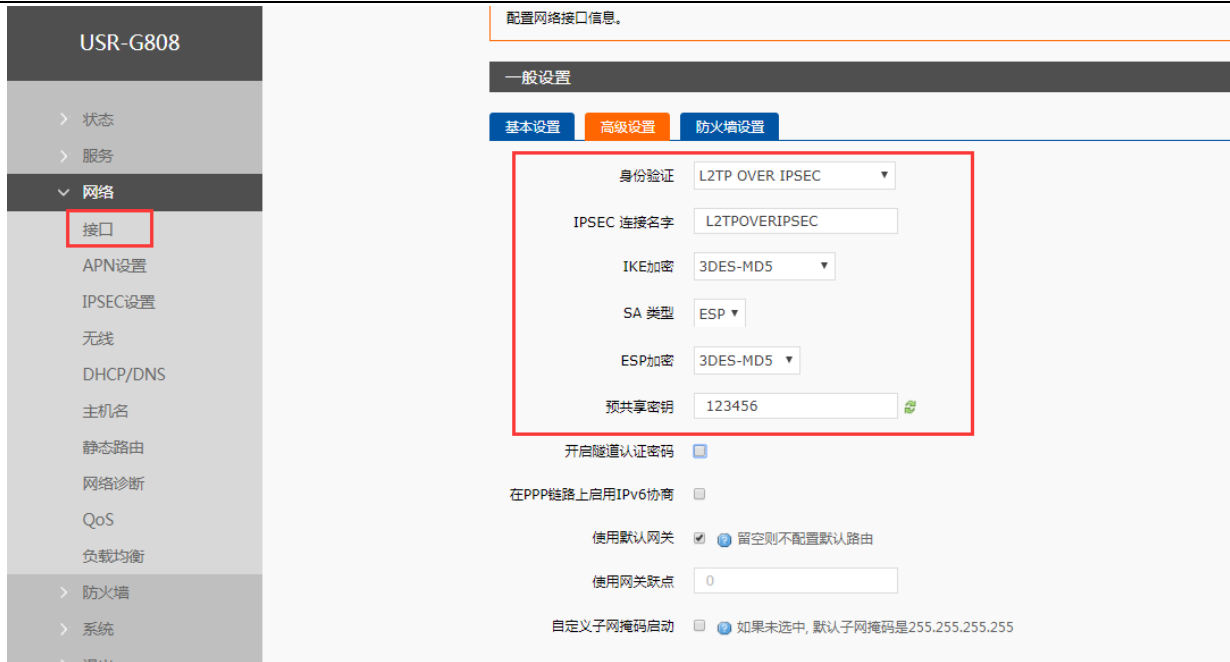 配置网络接口信息。
USR-G808
状态
服务
网络
接口
APN设置
IPSEC设置
无线
DHCP/DNS
主机名
静态路由
网络诊断
QoS
负载均衡
防火墙
系统
一般设置
基本设置 高级设置 防火墙设置
身份验证 L2TP OVER IPSEC
IPSEC 连接名字 L2TPOVERIPSEC
IKE加密 3DES-MD5
SA 类型 ESP
ESP加密 3DES-MD5
预共享密钥 123456
开启隧道认证密码
在PPP链路上启用IPv6协商
使用默认网关 留空则不配置默认路由
使用网关跃点 0
自定义子网掩码启动 如果未选中, 默认子网掩码是255.255.255.255